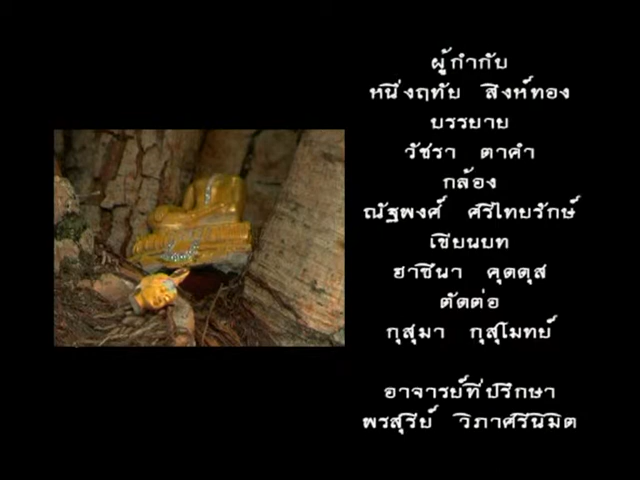 ผู้กำกับ
หนึ่งฤทัย สิงห์ทอง
บรรยาย
วัชรา ตาคำ
กล้อง
ณัฐพงศ์ ศรีไทยรักษ์
เขียนบท
ฮาซีนา คุตดุส
ตัดต่อ
กุสุมา กุสุโมทย์
อาจารย์ที่ปรึกษา
พรสุรีย์ วิภาศรีนิมิต